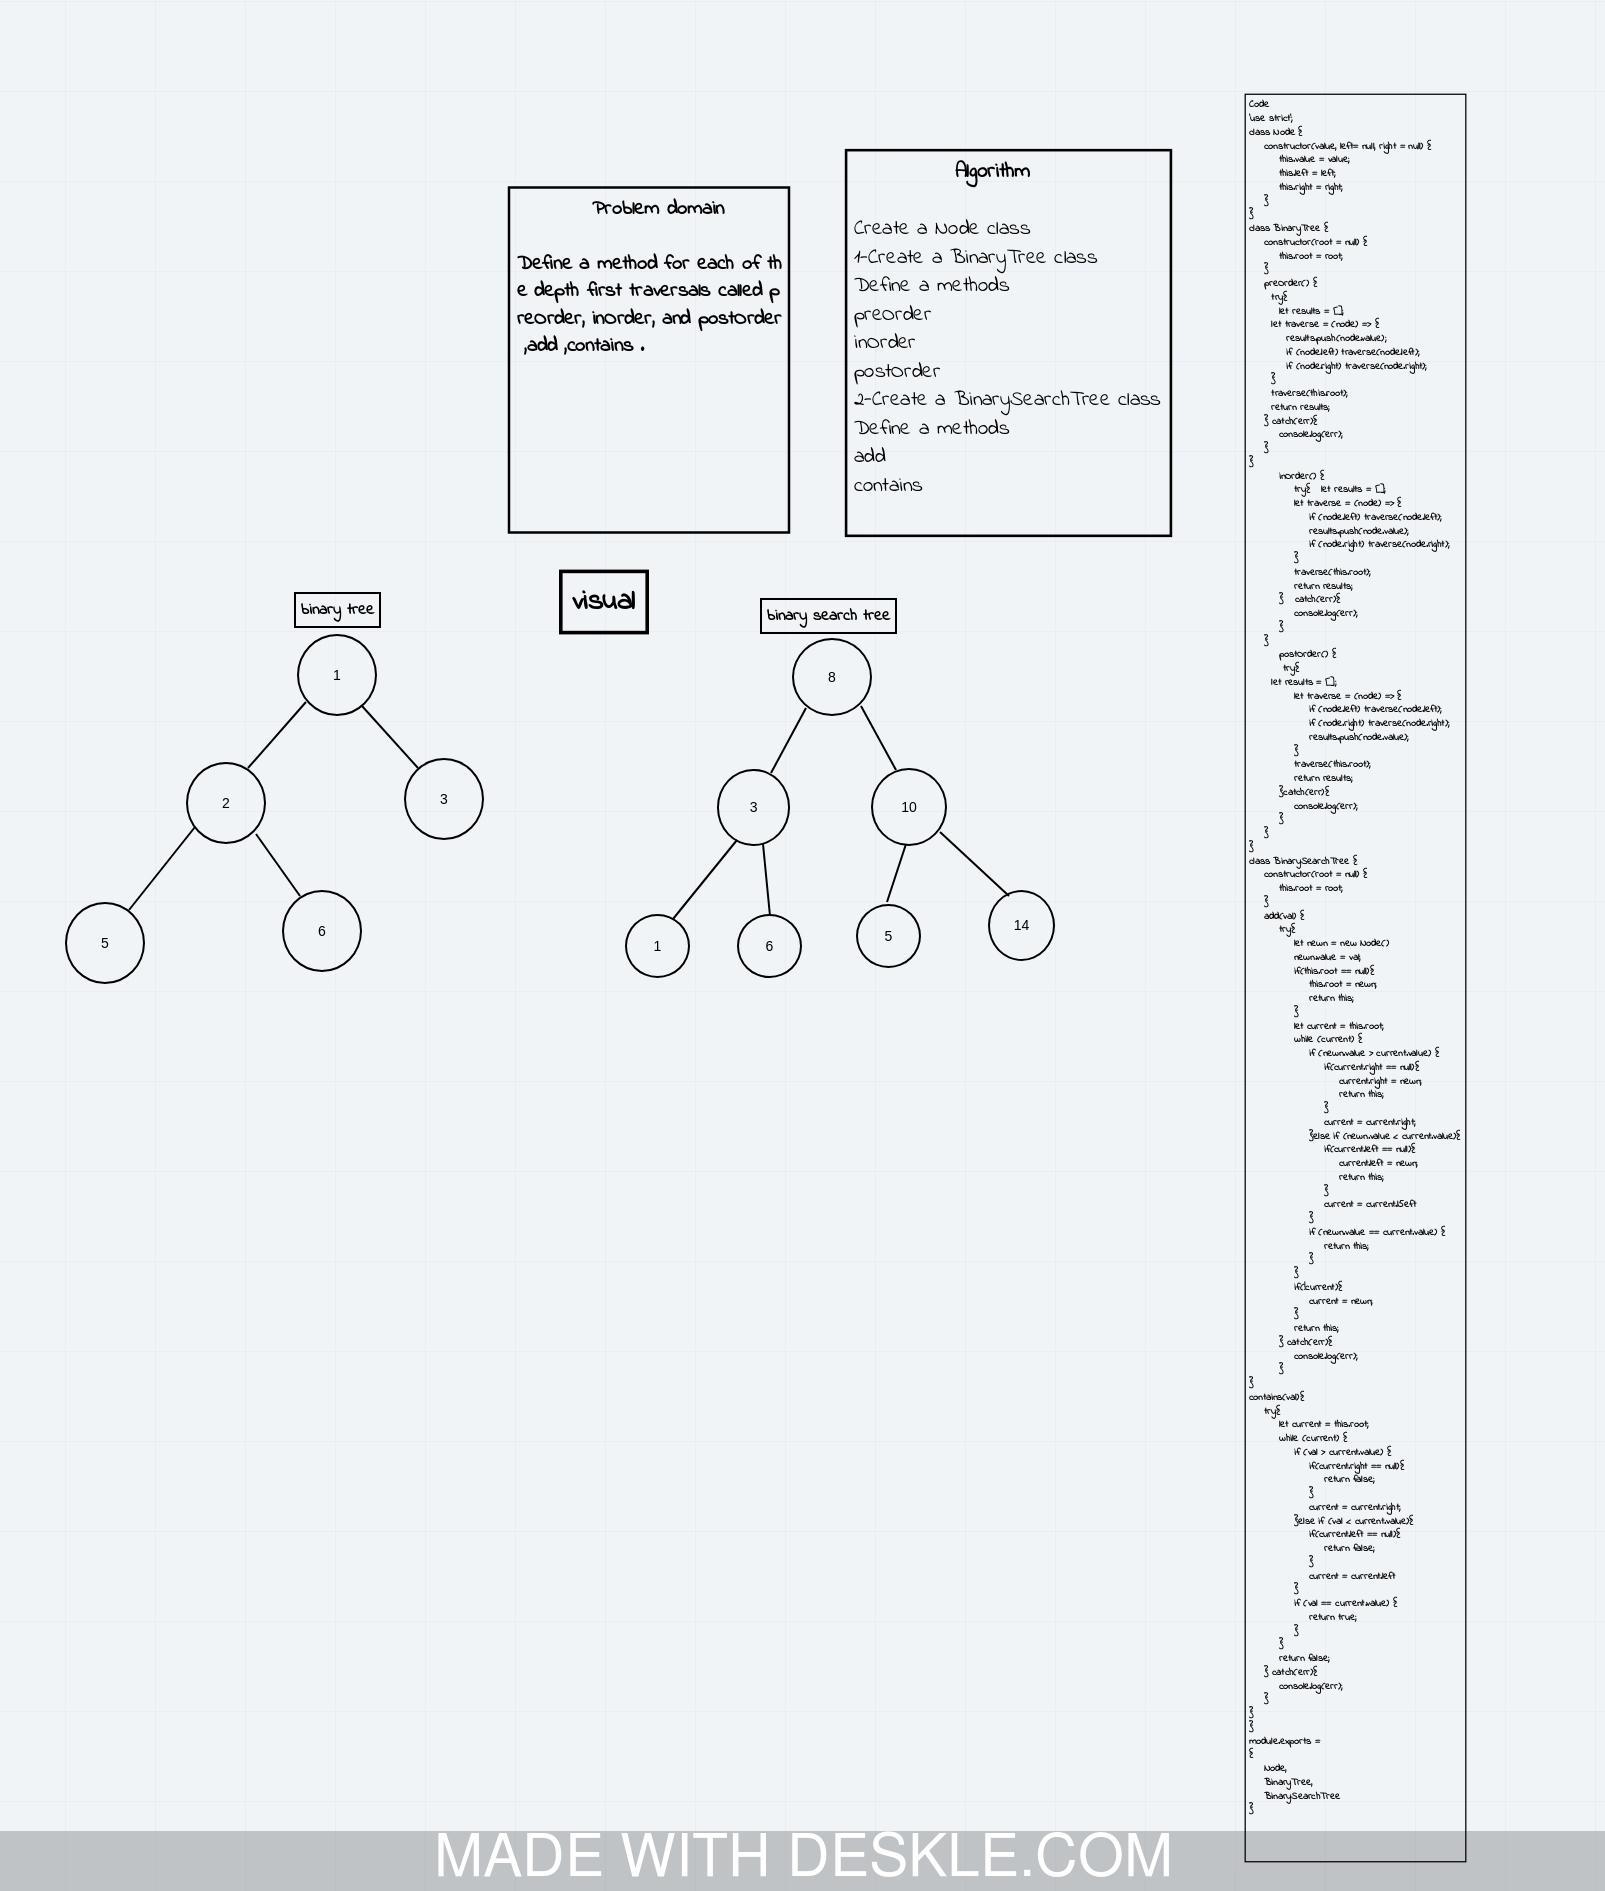 Problem domain
Define a method for each of th
e depth first traversals called p
reorder, inorder, and postorder
,add ,contains .
Algorithm
Create a Node class
1-Create a BinaryTree class
Define a methods
preorder
inorder
postorder
2-Create a BinarySearchTree class
Define a methods
add
contains
visual
binary tree
1
2
3
5
6
binary search tree
8
3
10
1
6
5
14
Code
'use strict';
class Node {
constructor(value, left= null, right = null) {
this.value = value;
this.left = left;
this.right = right;
}
}
class BinaryTree {
constructor(root = null) {
this.root = root;
}
preorder() {
try{
let results = [];
let traverse = (node) => {
results.push(node.value);
if (node.left) traverse(node.left);
if (node.right) traverse(node.right);
}
traverse(this.root);
return results;
} catch(err){
console.log(err);
}
}
inorder() {
try{ let results = [];
let traverse = (node) => {
if (node.left) traverse(node.left);
results.push(node.value);
if (node.right) traverse(node.right);
}
traverse(this.root);
return results;
} catch(err){
console.log(err);
}
}
postorder() {
try{
let results = [];
let traverse = (node) => {
if (node.left) traverse(node.left);
if (node.right) traverse(node.right);
results.push(node.value);
}
traverse(this.root);
return results;
}catch(err){
console.log(err);
}
}
}
class BinarySearchTree {
constructor(root = null) {
this.root = root;
}
add(val) {
try{
let newn = new Node()
newn.value = val;
if(this.root == null){
this.root = newn;
return this;
}
let current = this.root;
while (current) {
if (newn.value > current.value) {
if(current.right == null){
current.right = newn;
return this;
}
current = current.right;
}else if (newn.value < current.value){
if(current.left == null){
current.left = newn;
return this;
}
current = current.l5eft
}
if (newn.value == current.value) {
return this;
}
}
if(!current){
current = newn;
}
return this;
} catch(err){
console.log(err);
}
}
contains(val){
try{
let current = this.root;
while (current) {
if (val > current.value) {
if(current.right == null){
return false;
}
current = current.right;
}else if (val < current.value){
if(current.left == null){
return false;
}
current = current.left
}
if (val == current.value) {
return true;
}
}
return false;
} catch(err){
console.log(err);
}
}
}
module.exports =
{
Node,
BinaryTree,
BinarySearchTree
}
MADE WITH DESKLE.COM